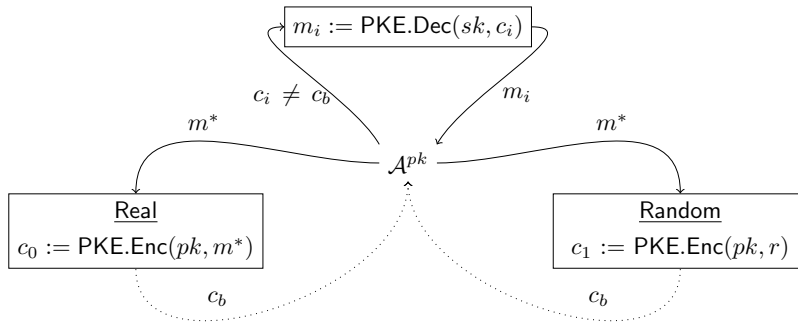 m_i := PKE.Dec(sk, c_i)
c_i ≠ c_b
m_i
m*
m*
𝒜^{pk}
Real
c_0 := PKE.Enc(pk, m*)
Random
c_1 := PKE.Enc(pk, r)
c_b
c_b